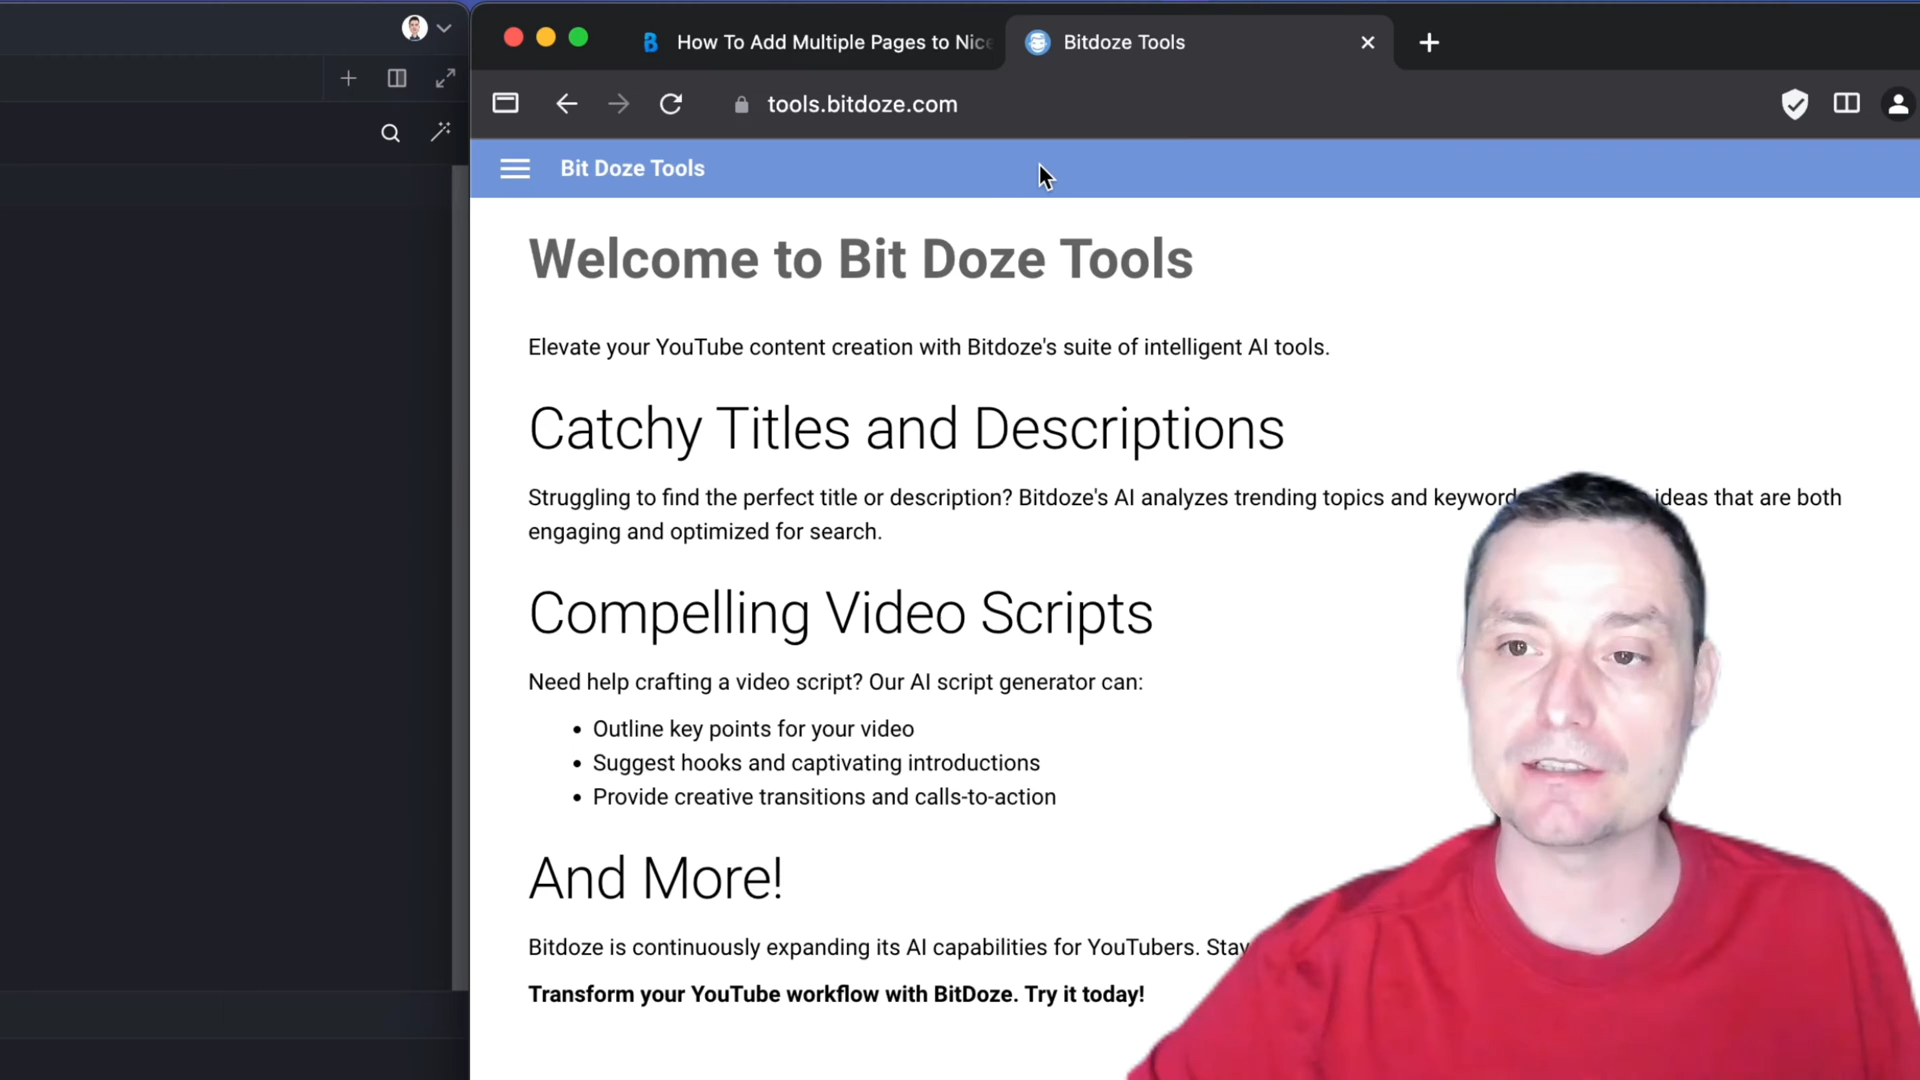 How To Add Multiple Pages to Nice
Bitdoze Tools
tools.bitdoze.com
Bit Doze Tools
Welcome to Bit Doze Tools
Elevate your YouTube content creation with Bitdoze's suite of intelligent AI tools.
Catchy Titles and Descriptions
Struggling to find the perfect title or description? Bitdoze's AI analyzes trending topics and keyword ideas that are both
engaging and optimized for search.
Compelling Video Scripts
Need help crafting a video script? Our AI script generator can:
• Outline key points for your video
• Suggest hooks and captivating introductions
• Provide creative transitions and calls-to-action
And More!
Bitdoze is continuously expanding its AI capabilities for YouTubers. Stay
Transform your YouTube workflow with BitDoze. Try it today!